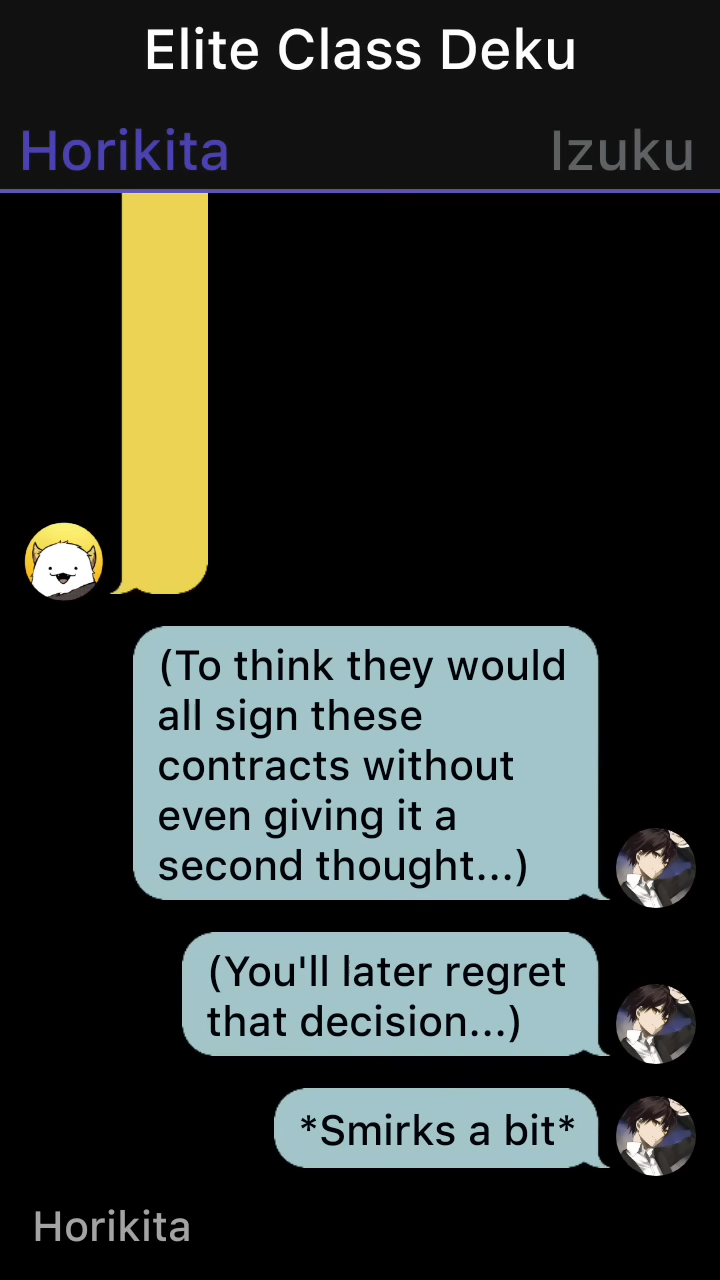 Elite Class Deku
Horikita
Izuku
(To think they would
all sign these
contracts without
even giving it a
second thought...)
(You'll later regret
that decision...)
*Smirks a bit*
Horikita